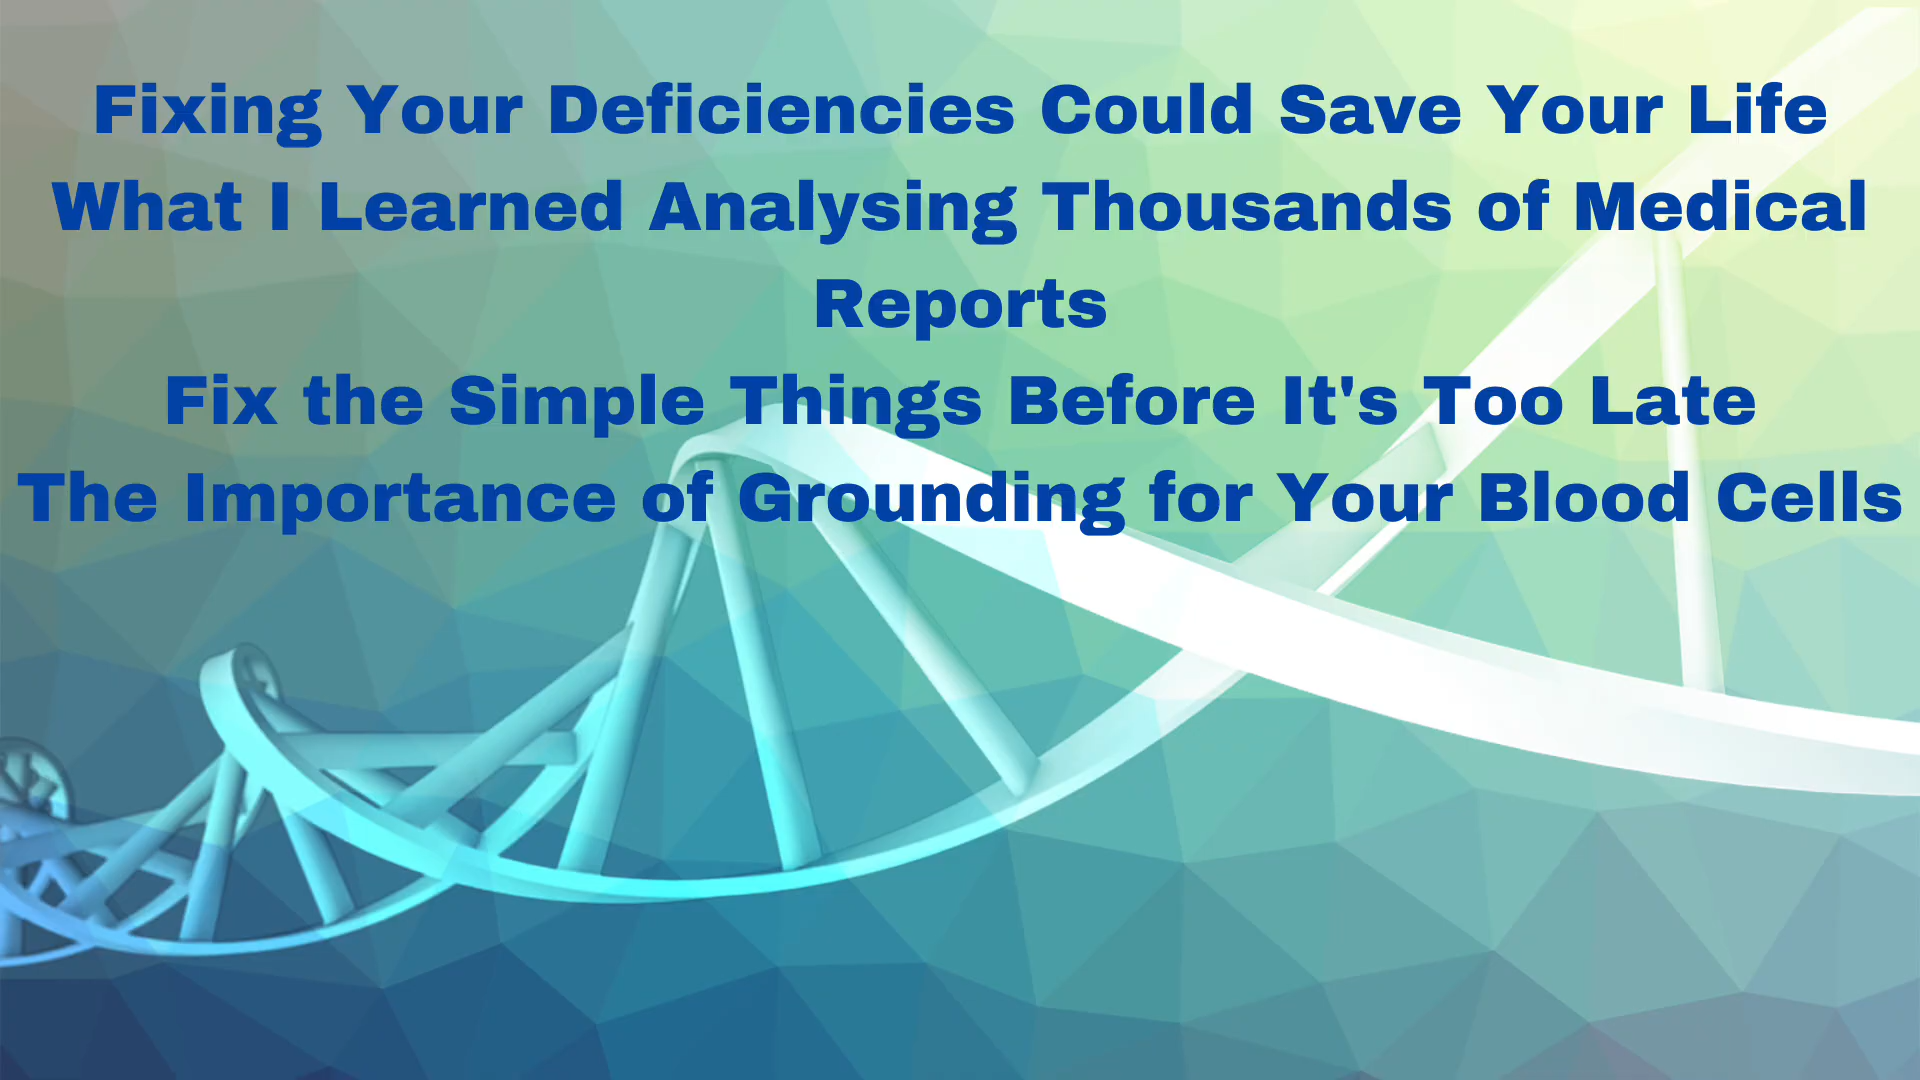 Fixing Your Deficiencies Could Save Your Life
What I Learned Analysing Thousands of Medical
Reports
Fix the Simple Things Before It's Too Late
The Importance of Grounding for Your Blood Cells